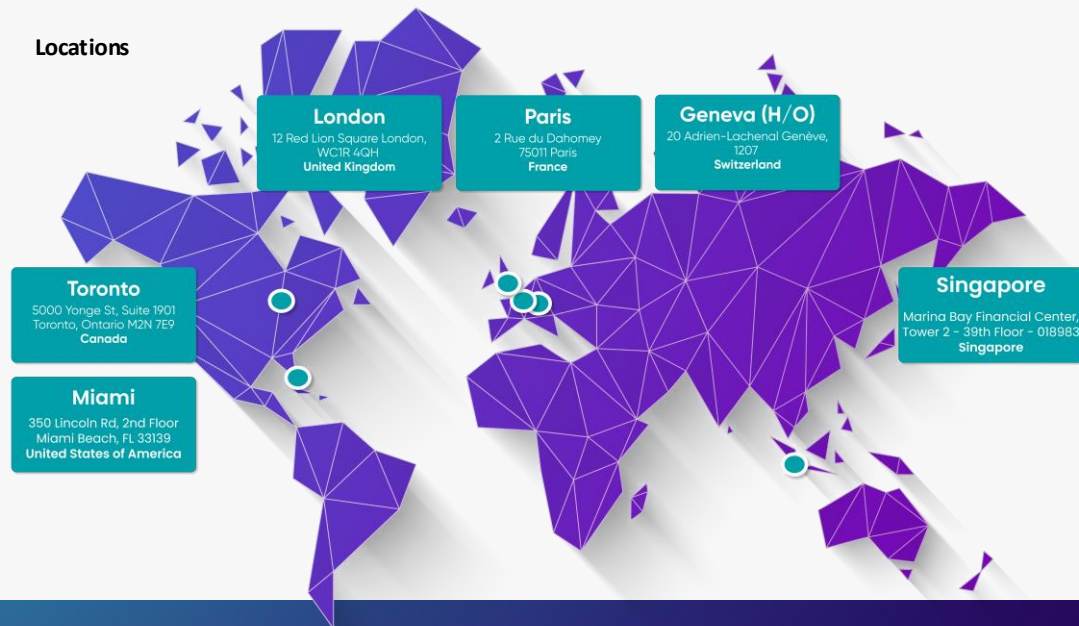 Locations
London
12 Red Lion Square London,
WC1R 4QH
United Kingdom
Paris
2 Rue du Dahomey
75011 Paris
France
Geneva (H/O)
20 Adrien-Lachenal Genève,
1207
Switzerland
Toronto
5000 Yonge St, Suite 1901
Toronto, Ontario M2N 7E9
Canada
Singapore
Marina Bay Financial Center,
Tower 2 - 39th Floor - 018983
Singapore
Miami
350 Lincoln Rd, 2nd Floor
Miami Beach, FL 33139
United States of America